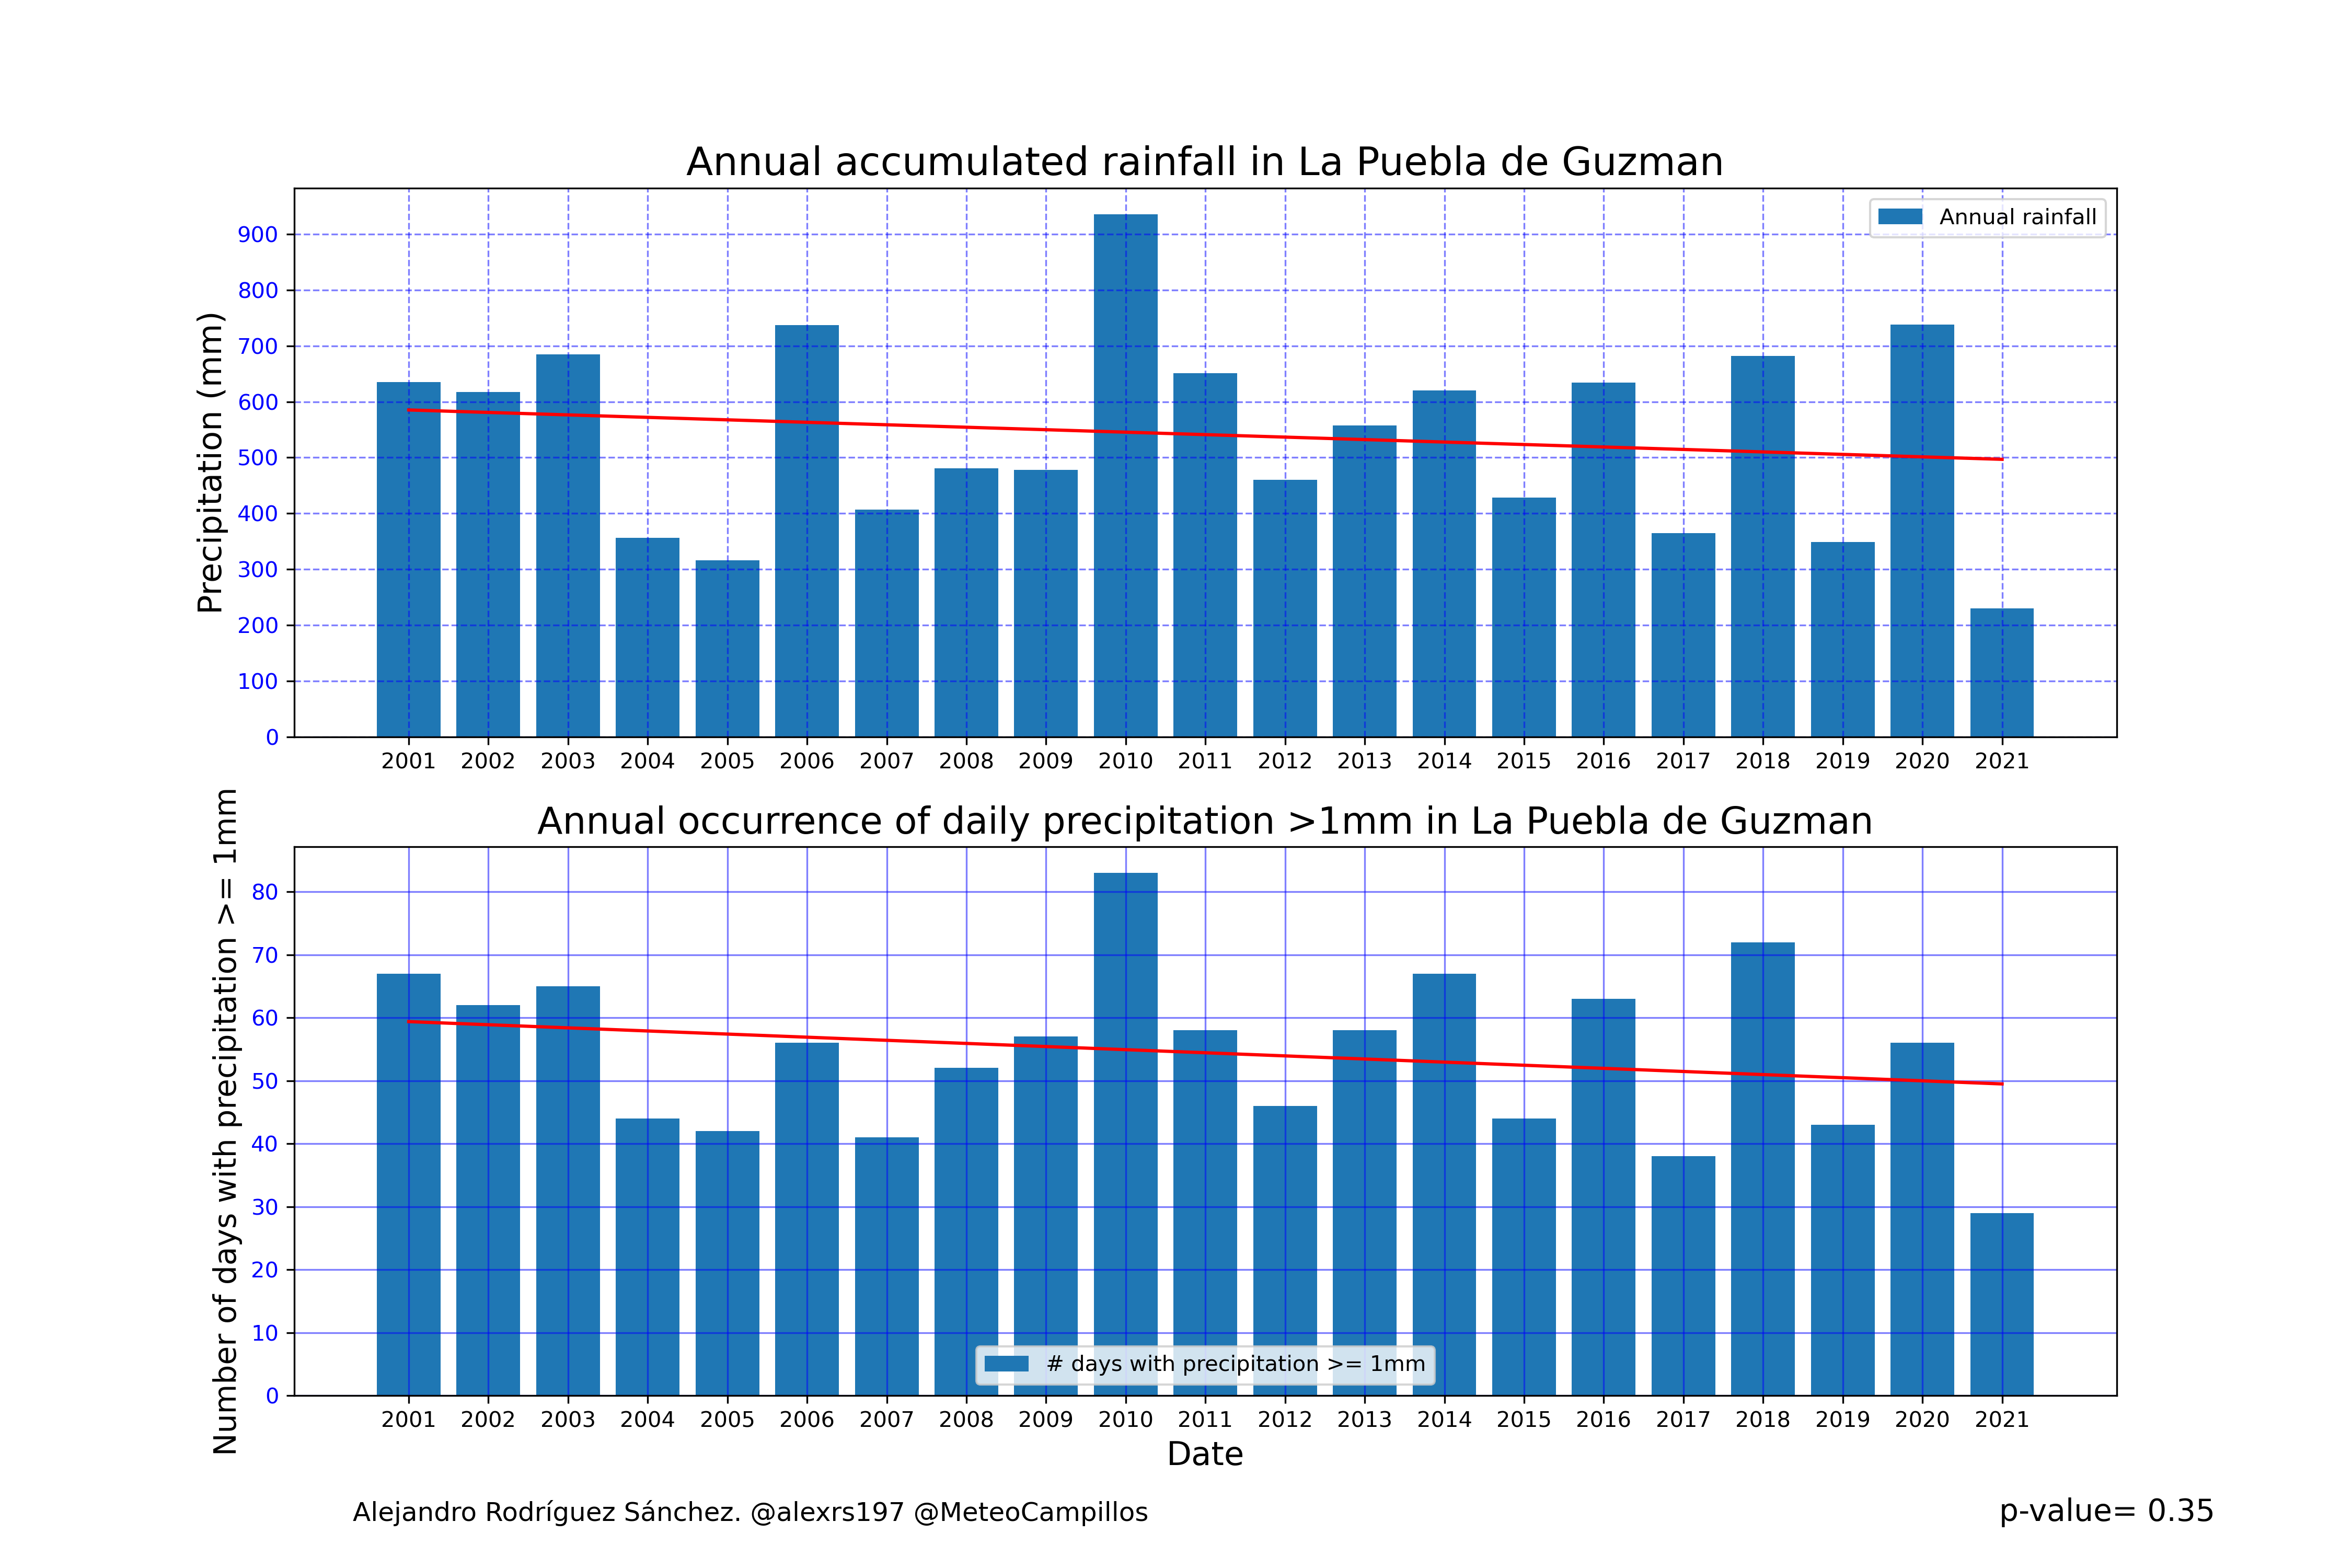 Annual accumulated rainfall in La Puebla de Guzman
Precipitation (mm)
900
800
700
600
500
400
300
200
100
0
Annual rainfall
2001 2002 2003 2004 2005 2006 2007 2008 2009 2010 2011 2012 2013 2014 2015 2016 2017 2018 2019 2020 2021
Annual occurrence of daily precipitation >1mm in La Puebla de Guzman
Number of days with precipitation >= 1mm
80
70
60
50
40
30
20
10
0
# days with precipitation >= 1mm
2001 2002 2003 2004 2005 2006 2007 2008 2009 2010 2011 2012 2013 2014 2015 2016 2017 2018 2019 2020 2021
Date
Alejandro Rodríguez Sánchez. @alexrs197 @MeteoCampillos
p-value= 0.35